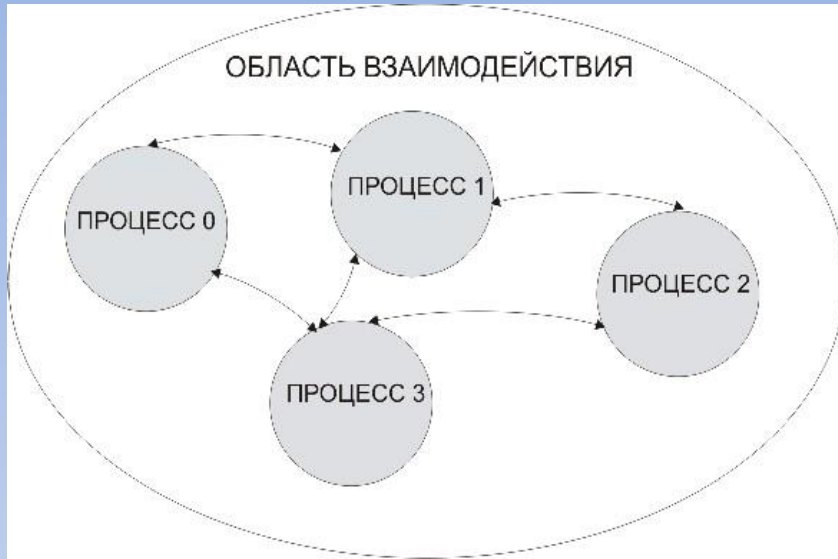 ОБЛАСТЬ ВЗАИМОДЕЙСТВИЯ
ПРОЦЕСС 0
ПРОЦЕСС 1
ПРОЦЕСС 2
ПРОЦЕСС 3